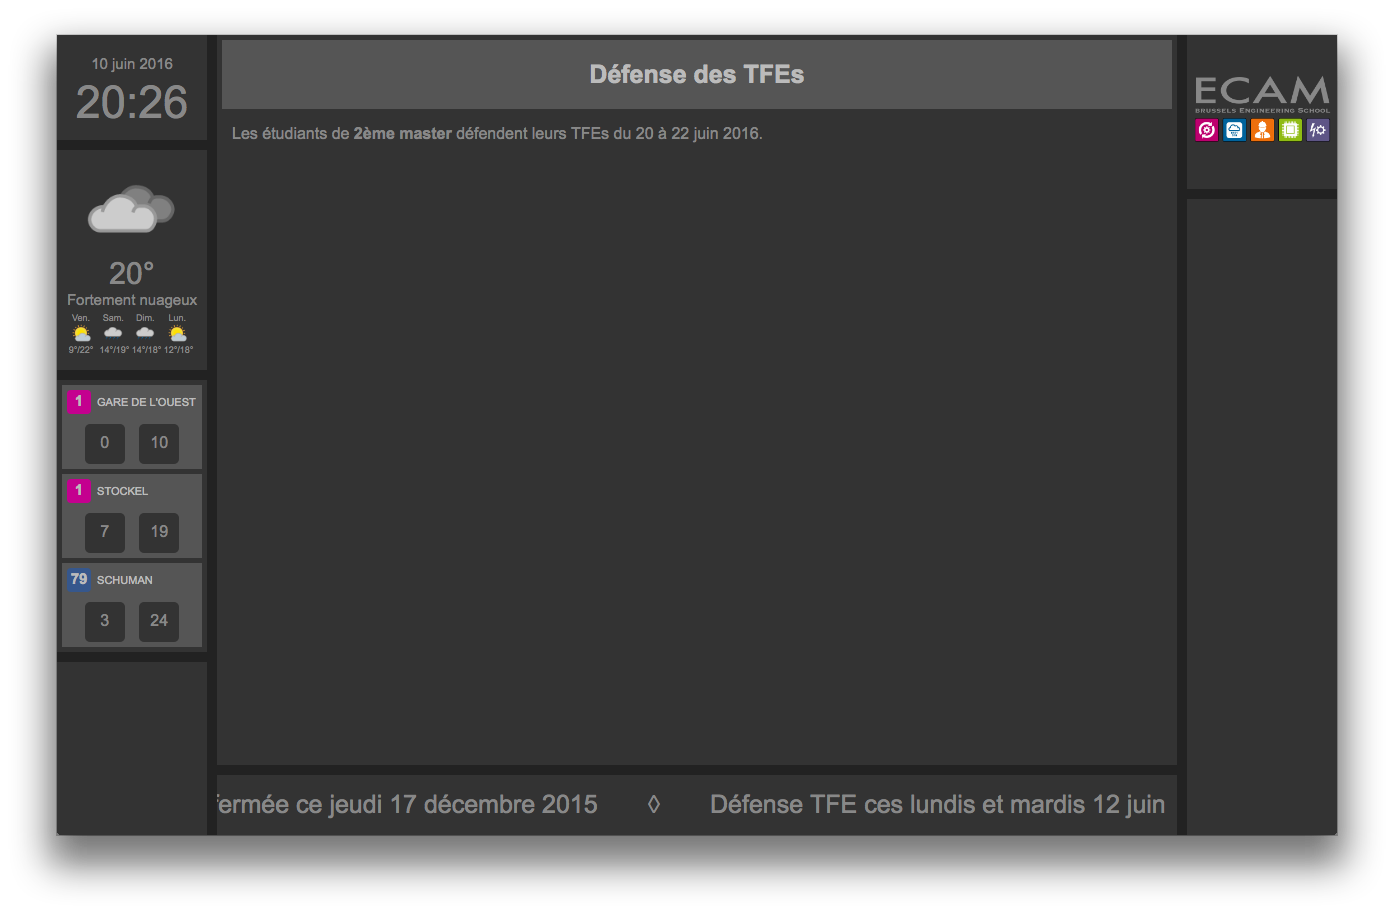 10 juin 2016
20:26
20°
Fortement nuageux
Ven. Sam. Dim. Lun.
9°/22° 14°/19° 14°/18° 12°/18°
1 GARE DE L'OUEST
0 10
1 STOCKEL
7 19
79 SCHUMAN
3 24
Défense des TFEs
Les étudiants de 2ème master défendent leurs TFEs du 20 à 22 juin 2016.
fermée ce jeudi 17 décembre 2015 ◊ Défense TFE ces lundis et mardis 12 juin
ECAM
BRUSSELS ENGINEERING SCHOOL